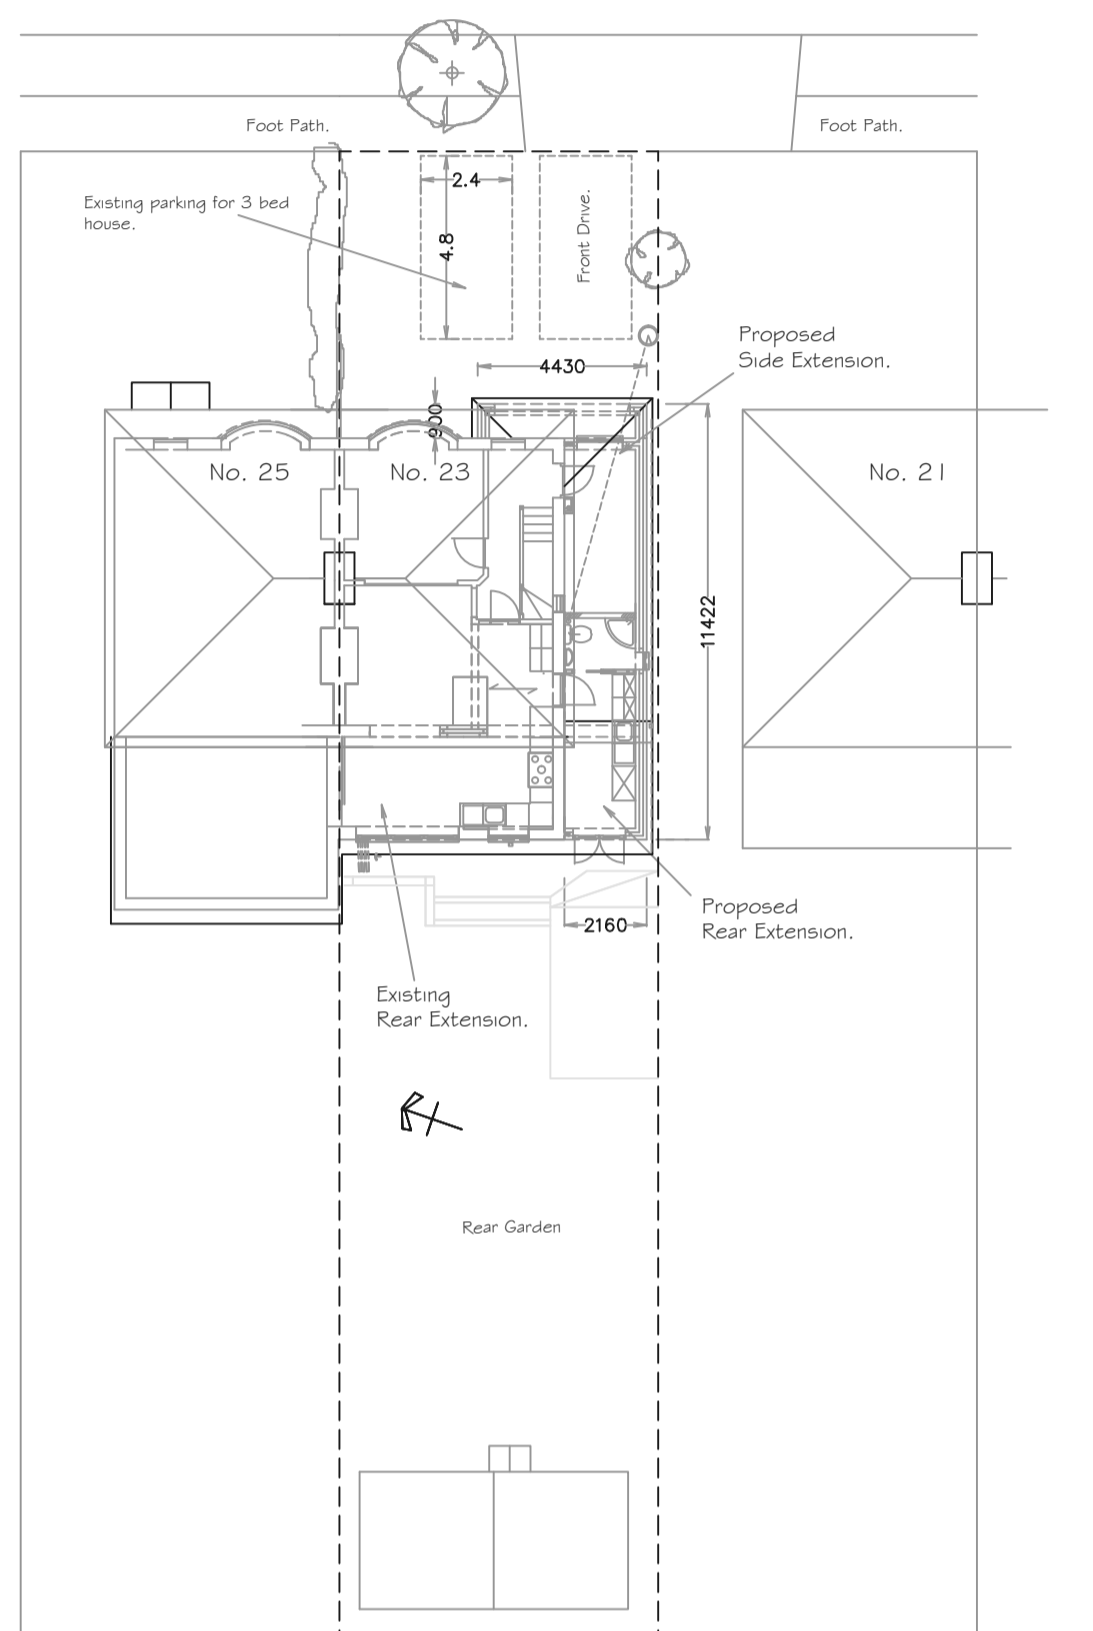 Foot Path.
Foot Path.
2.4
Existing parking for 3 bed
house.
4.8
Front Drive.
Proposed
Side Extension.
4430
900
No. 25
No. 23
No. 21
11422
Proposed
Rear Extension.
2160
Existing
Rear Extension.
Rear Garden